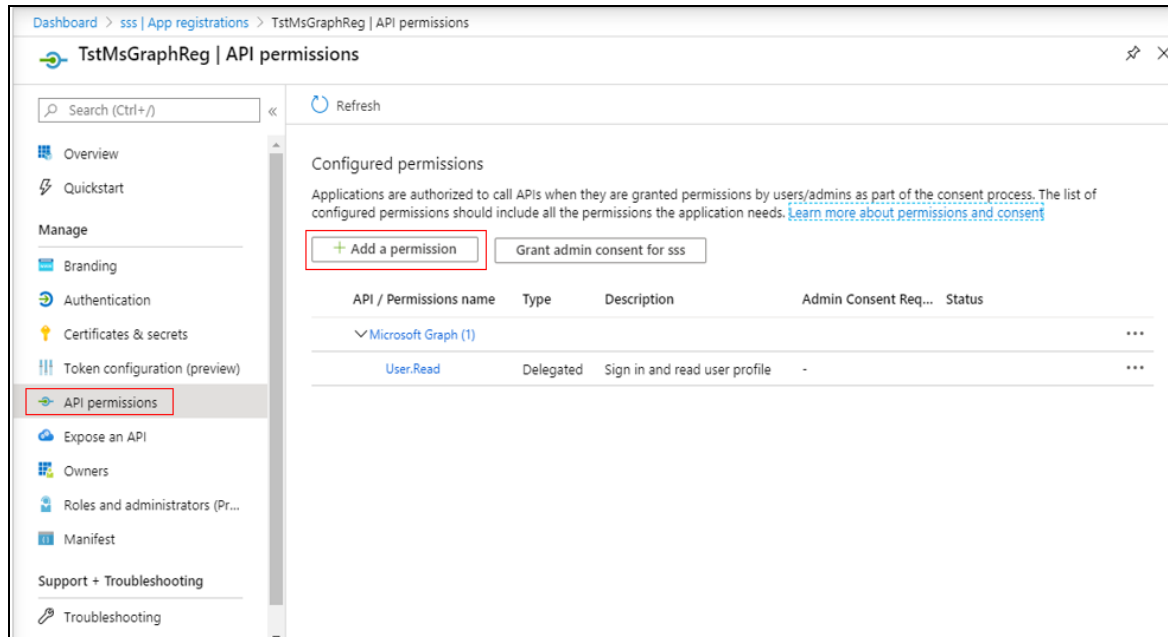 Dashboard > sss | App registrations > TstMsGraphReg | API permissions
TstMsGraphReg | API permissions
Search (Ctrl+/)
«
Refresh
Overview
Quickstart
Manage
Branding
Authentication
Certificates & secrets
Token configuration (preview)
API permissions
Expose an API
Owners
Roles and administrators (Pr...
Manifest
Support + Troubleshooting
Troubleshooting
Configured permissions
Applications are authorized to call APIs when they are granted permissions by users/admins as part of the consent process. The list of
configured permissions should include all the permissions the application needs. Learn more about permissions and consent
+ Add a permission
Grant admin consent for sss
API / Permissions name Type Description Admin Consent Req... Status
Microsoft Graph (1) ...
User.Read Delegated Sign in and read user profile - ...